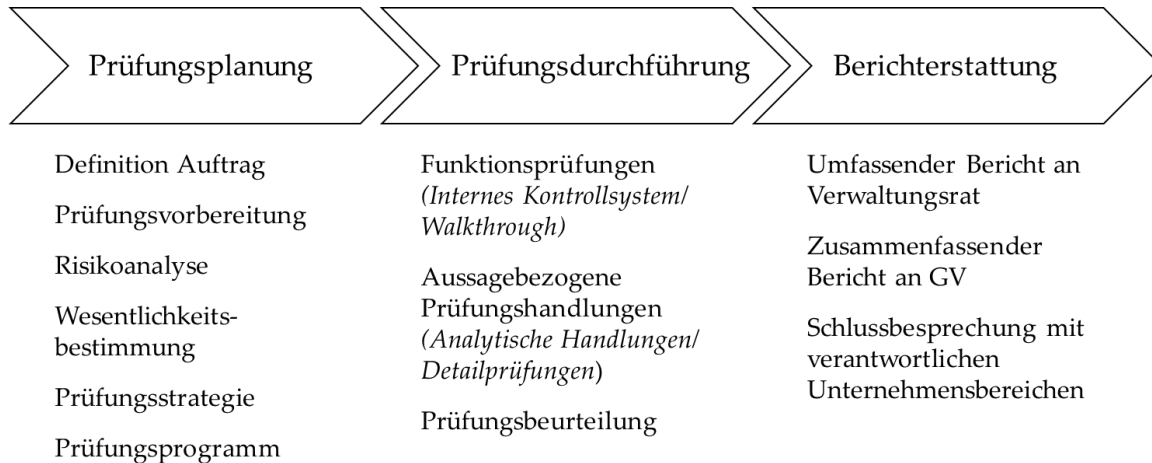 Prüfungsplanung
Prüfungsdurchführung
Berichterstattung
Definition Auftrag
Prüfungsvorbereitung
Risikoanalyse
Wesentlichkeits-
bestimmung
Prüfungsstrategie
Prüfungsprogramm
Funktionsprüfungen
(Internes Kontrollsystem/
Walkthrough)
Aussagebezogene
Prüfungshandlungen
(Analytische Handlungen/
Detailprüfungen)
Prüfungsbeurteilung
Umfassender Bericht an
Verwaltungsrat
Zusammenfassender
Bericht an GV
Schlussbesprechung mit
verantwortlichen
Unternehmensbereichen